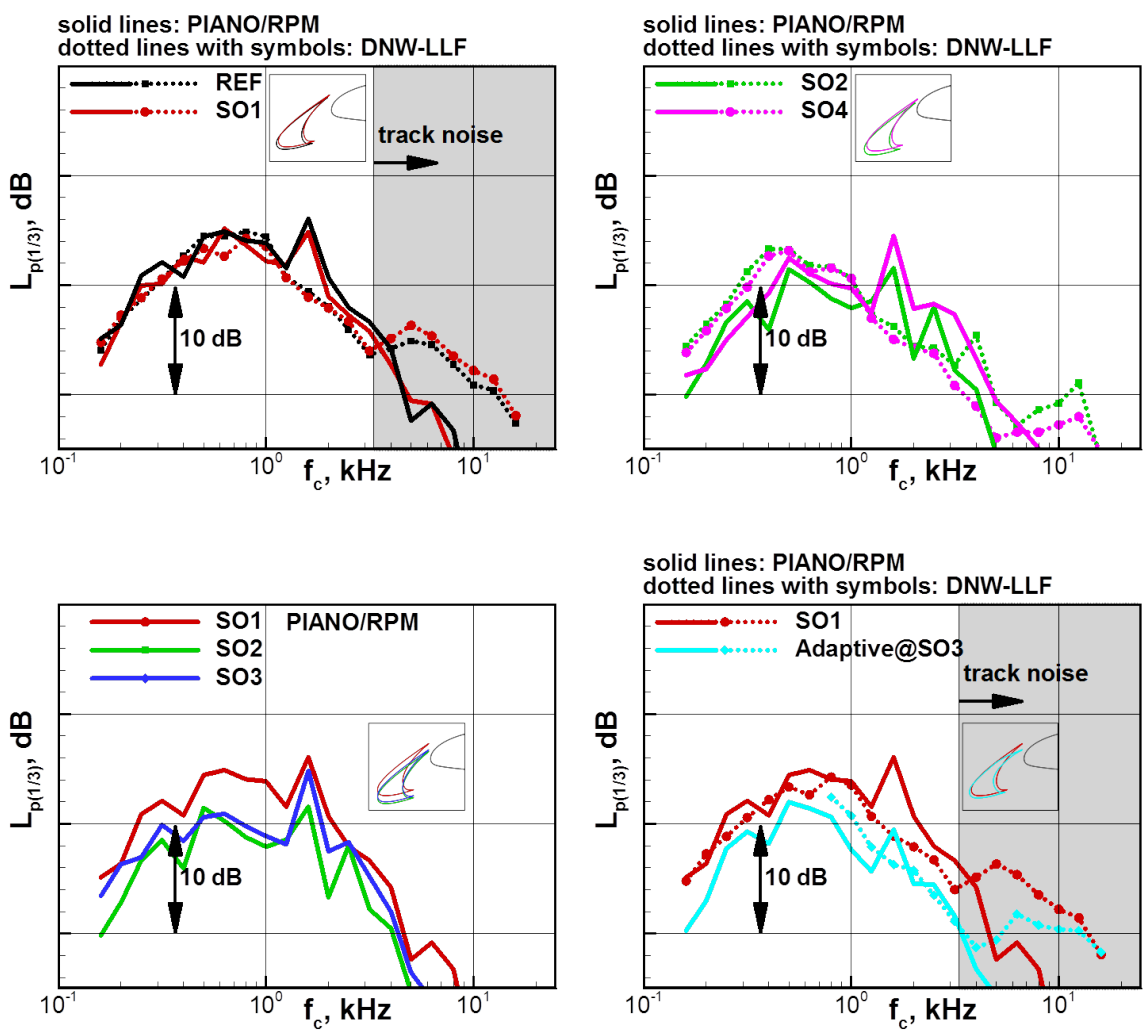 solid lines: PIANO/RPM
dotted lines with symbols: DNW-LLF
REF
SO1
track noise
10 dB
L_p(1/3), dB
10^-1
10^0
10^1
f_c, kHz
solid lines: PIANO/RPM
dotted lines with symbols: DNW-LLF
SO2
SO4
10 dB
L_p(1/3), dB
10^-1
10^0
10^1
f_c, kHz
SO1
SO2
SO3
PIANO/RPM
10 dB
L_p(1/3), dB
10^-1
10^0
10^1
f_c, kHz
solid lines: PIANO/RPM
dotted lines with symbols: DNW-LLF
SO1
Adaptive@SO3
track noise
10 dB
L_p(1/3), dB
10^-1
10^0
10^1
f_c, kHz